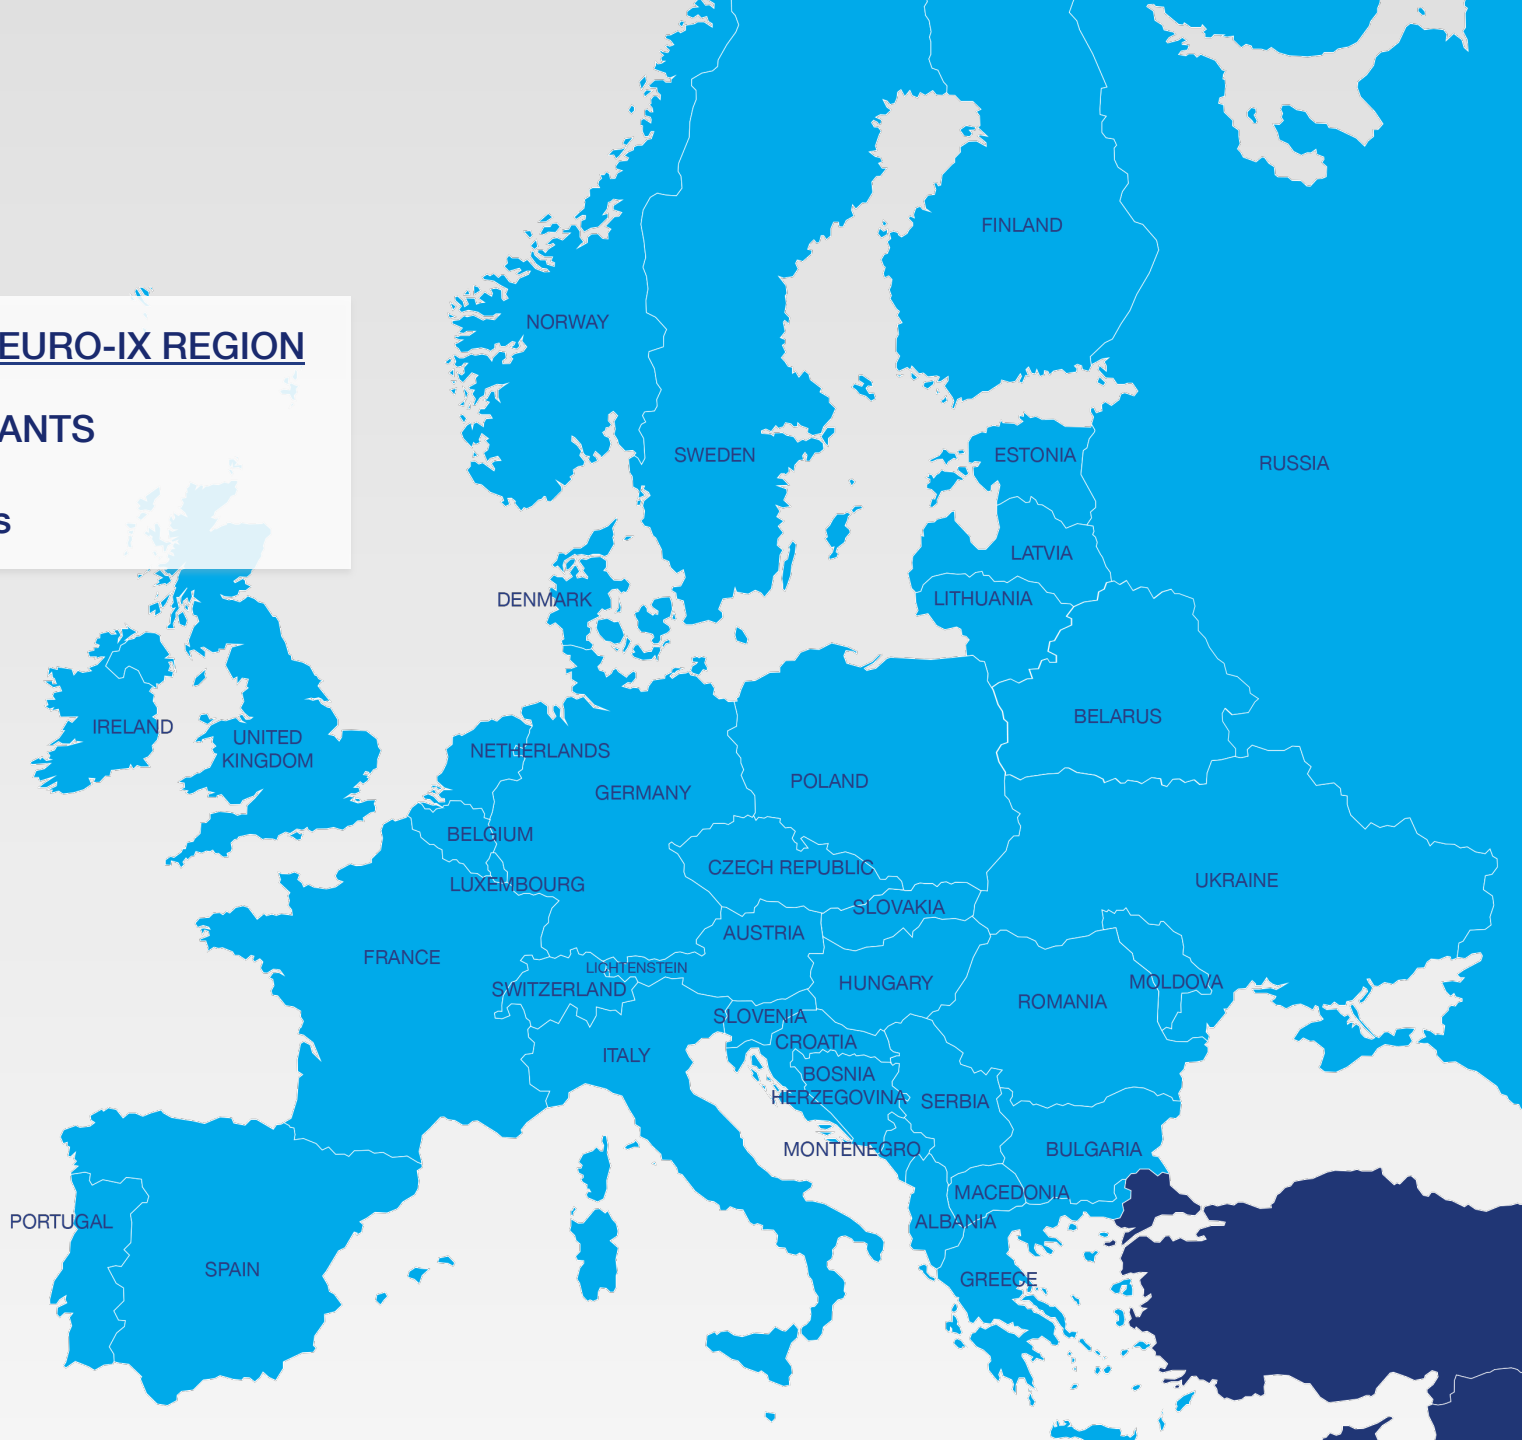 FINLAND
NORWAY
EURO-IX REGION
ANTS
SWEDEN
ESTONIA
RUSSIA
s
LATVIA
DENMARK
LITHUANIA
BELARUS
IRELAND
UNITED
KINGDOM
NETHERLANDS
POLAND
GERMANY
BELGIUM
CZECH REPUBLIC
UKRAINE
LUXEMBOURG
SLOVAKIA
AUSTRIA
FRANCE
LICHTENSTEIN
MOLDOVA
HUNGARY
SWITZERLAND
ROMANIA
SLOVENIA
CROATIA
ITALY
BOSNIA
HERZEGOVINA
SERBIA
MONTENEGRO
BULGARIA
MACEDONIA
PORTUGAL
ALBANIA
SPAIN
GREECE